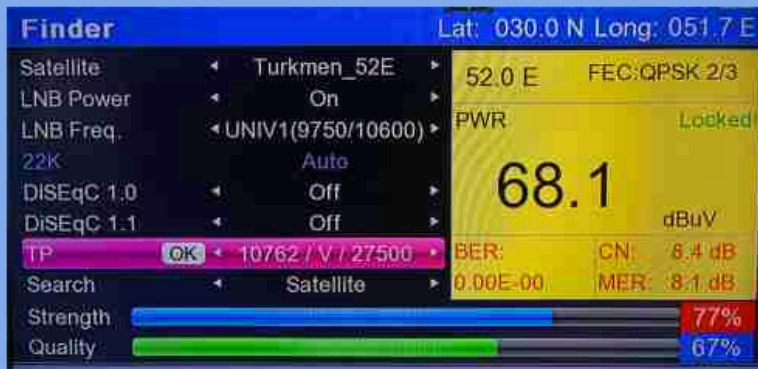 Finder Lat: 030.0 N Long: 051.7 E
Satellite Turkmen_52E
LNB Power On
LNB Freq. UNIV1(9750/10600)
22K Auto
DISEqC 1.0 Off
DiSEqC 1.1 Off
TP OK 10762 / V / 27500
Search Satellite
52.0 E FEC:QPSK 2/3
PWR Locked
68.1
dBuV
BER: CN: 8.4 dB
0.00E-00 MER: 8.1 dB
Strength 77%
Quality 67%